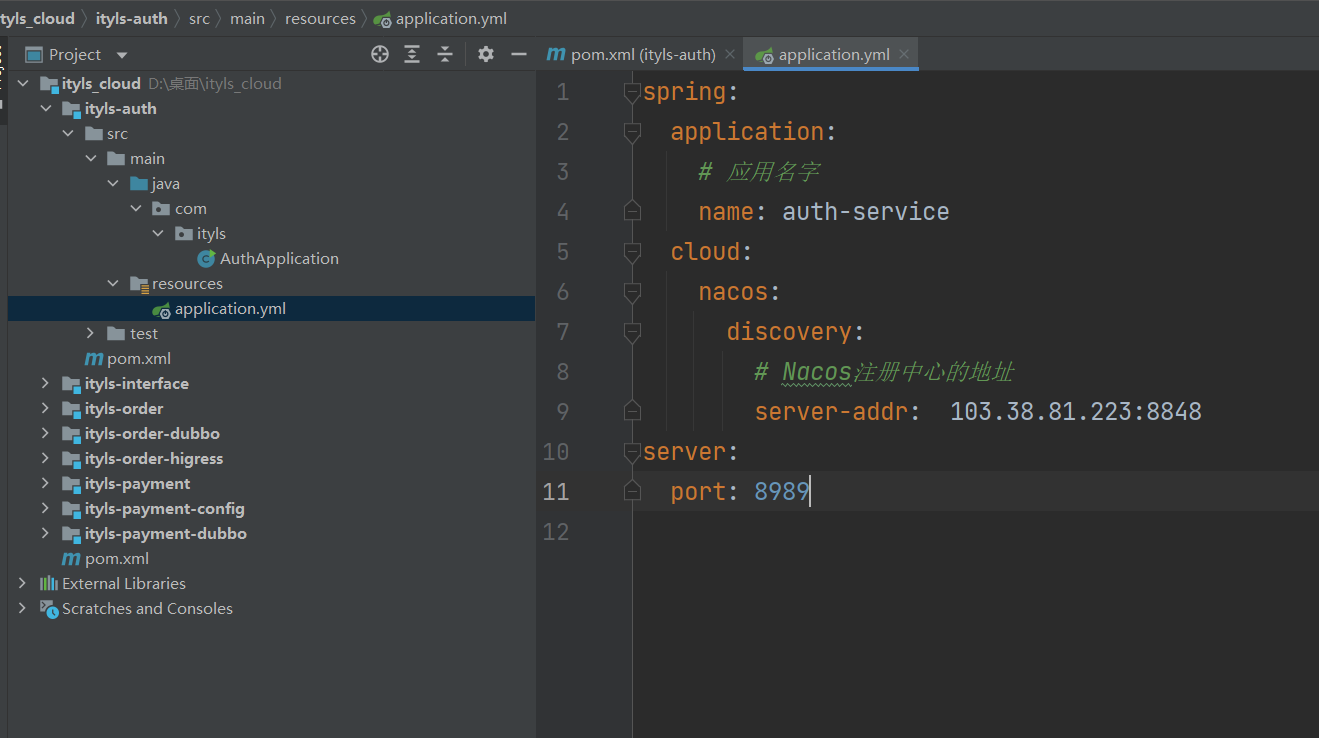 tyls_cloud 〉 ityls-auth 〉 src 〉 main 〉 resources 〉 application.yml
Project
pom.xml (ityls-auth)
application.yml
ityls_cloud D:\桌面\ityls_cloud
ityls-auth
src
main
java
com
ityls
AuthApplication
resources
application.yml
test
pom.xml
ityls-interface
ityls-order
ityls-order-dubbo
ityls-order-higress
ityls-payment
ityls-payment-config
ityls-payment-dubbo
pom.xml
External Libraries
Scratches and Consoles
1 spring:
2 application:
3 # 应用名字
4 name: auth-service
5 cloud:
6 nacos:
7 discovery:
8 # Nacos注册中心的地址
9 server-addr: 103.38.81.223:8848
10 server:
11 port: 8989
12